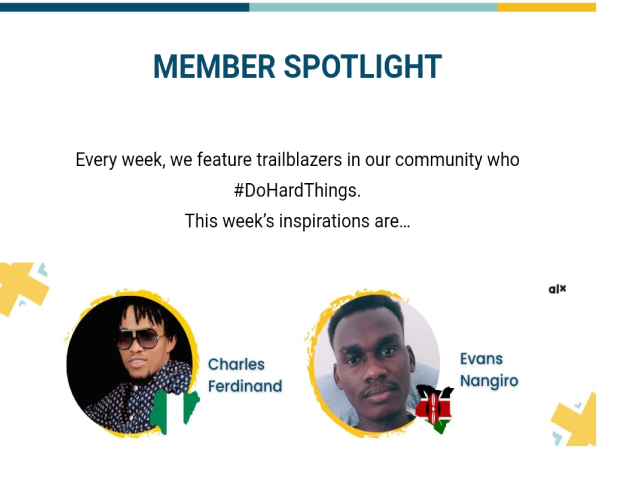 MEMBER SPOTLIGHT
Every week, we feature trailblazers in our community who
#DoHardThings.
This week’s inspirations are…
alx
Charles
Ferdinand
Evans
Nangiro